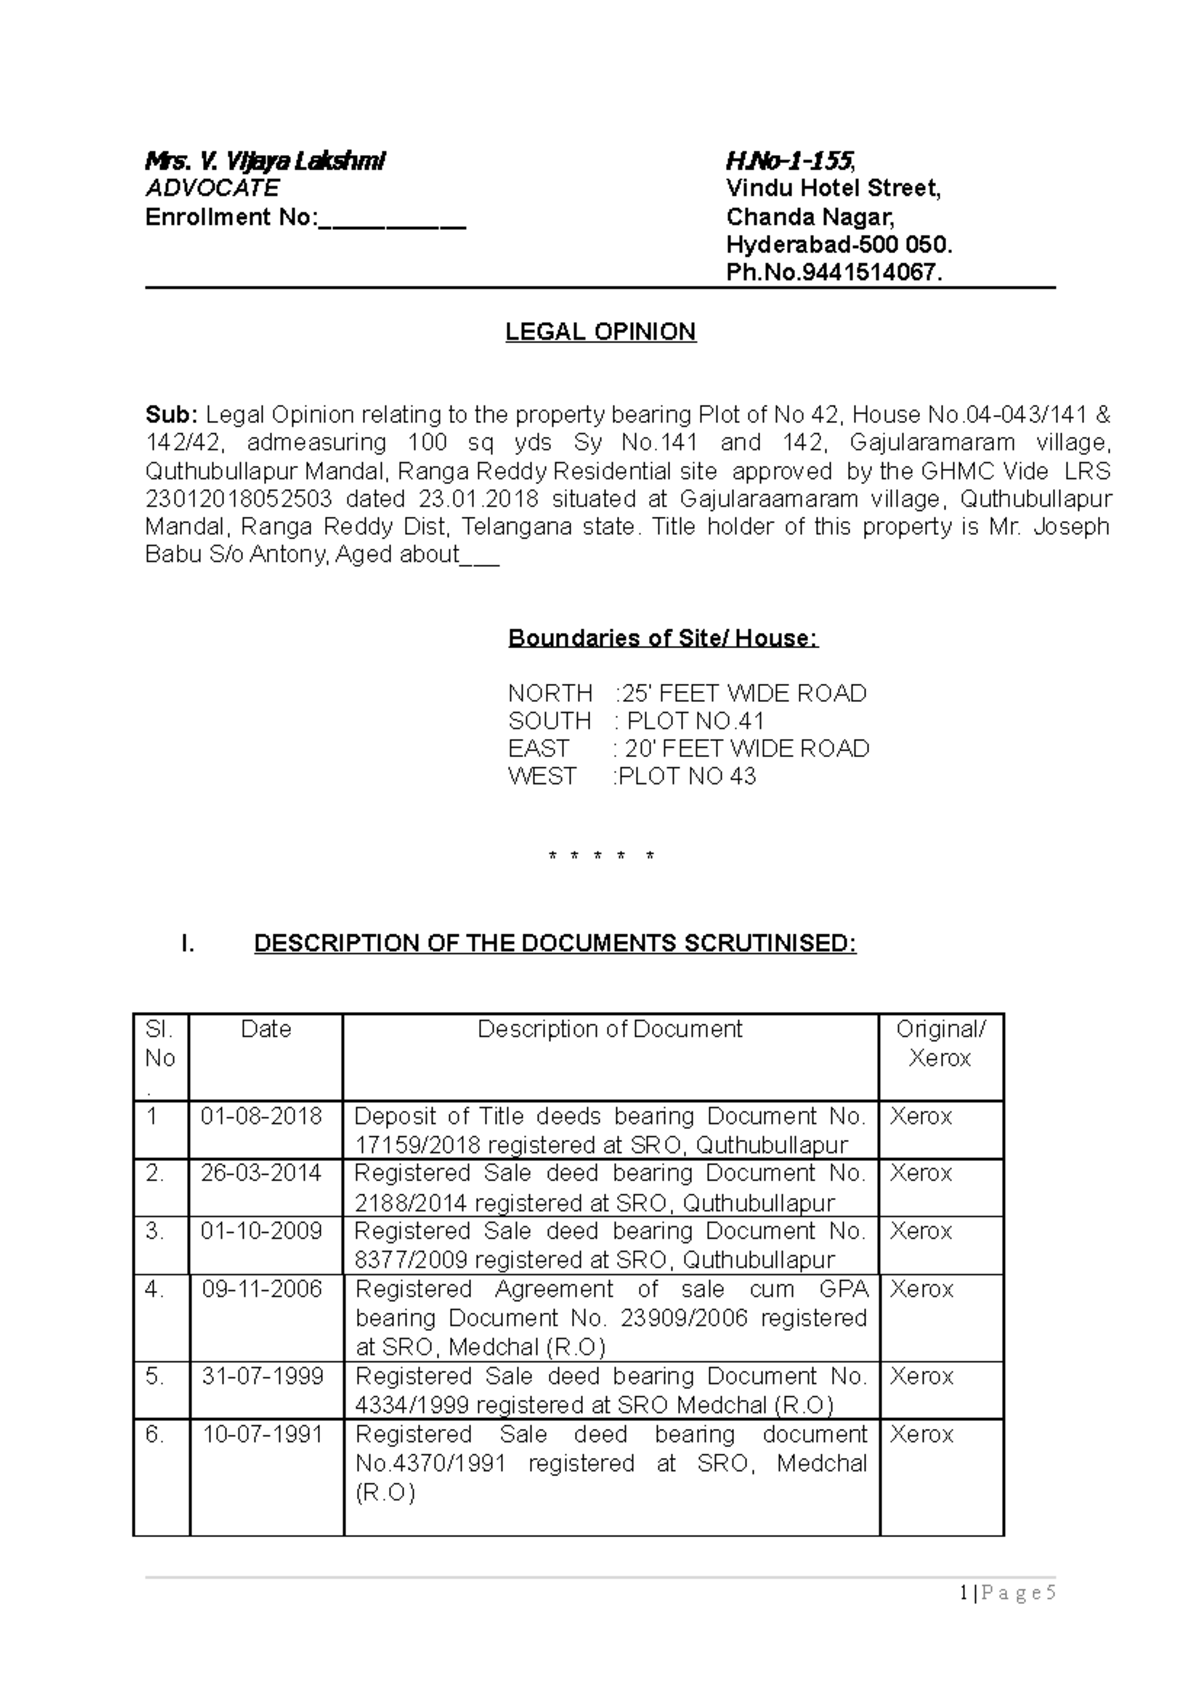 Mrs. V. Vijaya Lakshmi
ADVOCATE
Enrollment No:___________
H.No-1-155,
Vindu Hotel Street,
Chanda Nagar,
Hyderabad-500 050.
Ph.No.9441514067.
LEGAL OPINION
Sub: Legal Opinion relating to the property bearing Plot of No 42, House No.04-043/141 &
142/42, admeasuring 100 sq yds Sy No.141 and 142, Gajularamaram village,
Quthubullapur Mandal, Ranga Reddy Residential site approved by the GHMC Vide LRS
23012018052503 dated 23.01.2018 situated at Gajularaamaram village, Quthubullapur
Mandal, Ranga Reddy Dist, Telangana state. Title holder of this property is Mr. Joseph
Babu S/o Antony, Aged about___
Boundaries of Site/ House:
NORTH :25' FEET WIDE ROAD
SOUTH : PLOT NO.41
EAST : 20' FEET WIDE ROAD
WEST :PLOT NO 43
* * * * *
I. DESCRIPTION OF THE DOCUMENTS SCRUTINISED:
Sl. Date Description of Document Original/
No Xerox
.
1 01-08-2018 Deposit of Title deeds bearing Document No. Xerox
17159/2018 registered at SRO, Quthubullapur
2. 26-03-2014 Registered Sale deed bearing Document No. Xerox
2188/2014 registered at SRO, Quthubullapur
3. 01-10-2009 Registered Sale deed bearing Document No. Xerox
8377/2009 registered at SRO, Quthubullapur
4. 09-11-2006 Registered Agreement of sale cum GPA Xerox
bearing Document No. 23909/2006 registered
at SRO, Medchal (R.O)
5. 31-07-1999 Registered Sale deed bearing Document No. Xerox
4334/1999 registered at SRO Medchal (R.O)
6. 10-07-1991 Registered Sale deed bearing document Xerox
No.4370/1991 registered at SRO, Medchal
(R.O)
1 | P a g e 5